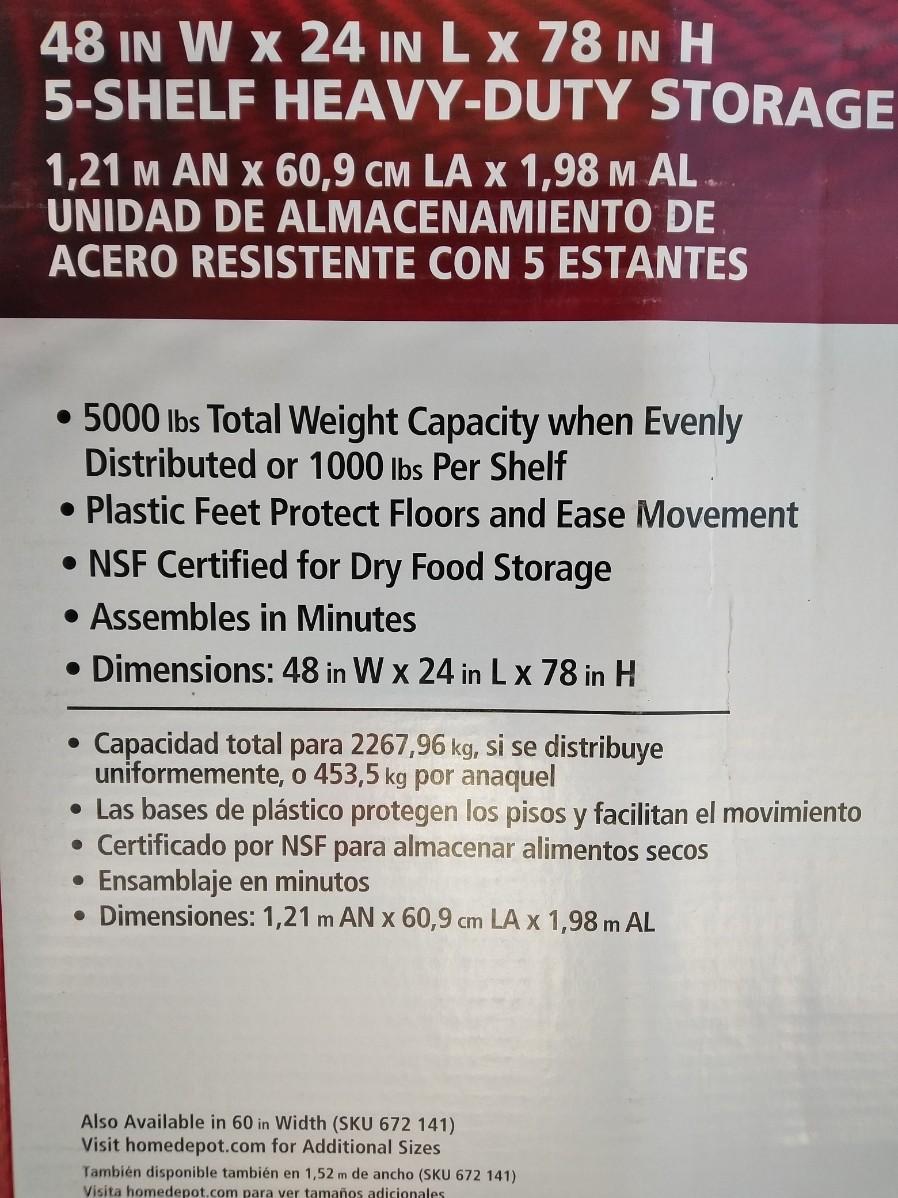 48 IN W x 24 IN L x 78 IN H
5-SHELF HEAVY-DUTY STORAGE
1,21 M AN x 60,9 CM LA x 1,98 M AL
UNIDAD DE ALMACENAMIENTO DE
ACERO RESISTENTE CON 5 ESTANTES
• 5000 lbs Total Weight Capacity when Evenly
Distributed or 1000 lbs Per Shelf
• Plastic Feet Protect Floors and Ease Movement
• NSF Certified for Dry Food Storage
• Assembles in Minutes
• Dimensions: 48 in W x 24 in L x 78 in H
• Capacidad total para 2267,96 kg, si se distribuye
uniformemente, o 453,5 kg por anaquel
• Las bases de plástico protegen los pisos y facilitan el movimiento
• Certificado por NSF para almacenar alimentos secos
• Ensamblaje en minutos
• Dimensiones: 1,21 m AN x 60,9 cm LA x 1,98 m AL
Also Available in 60 in Width (SKU 672 141)
Visit homedepot.com for Additional Sizes
También disponible también en 1,52 m de ancho (SKU 672 141)
Visita homedepot.com para ver tamaños adicionales